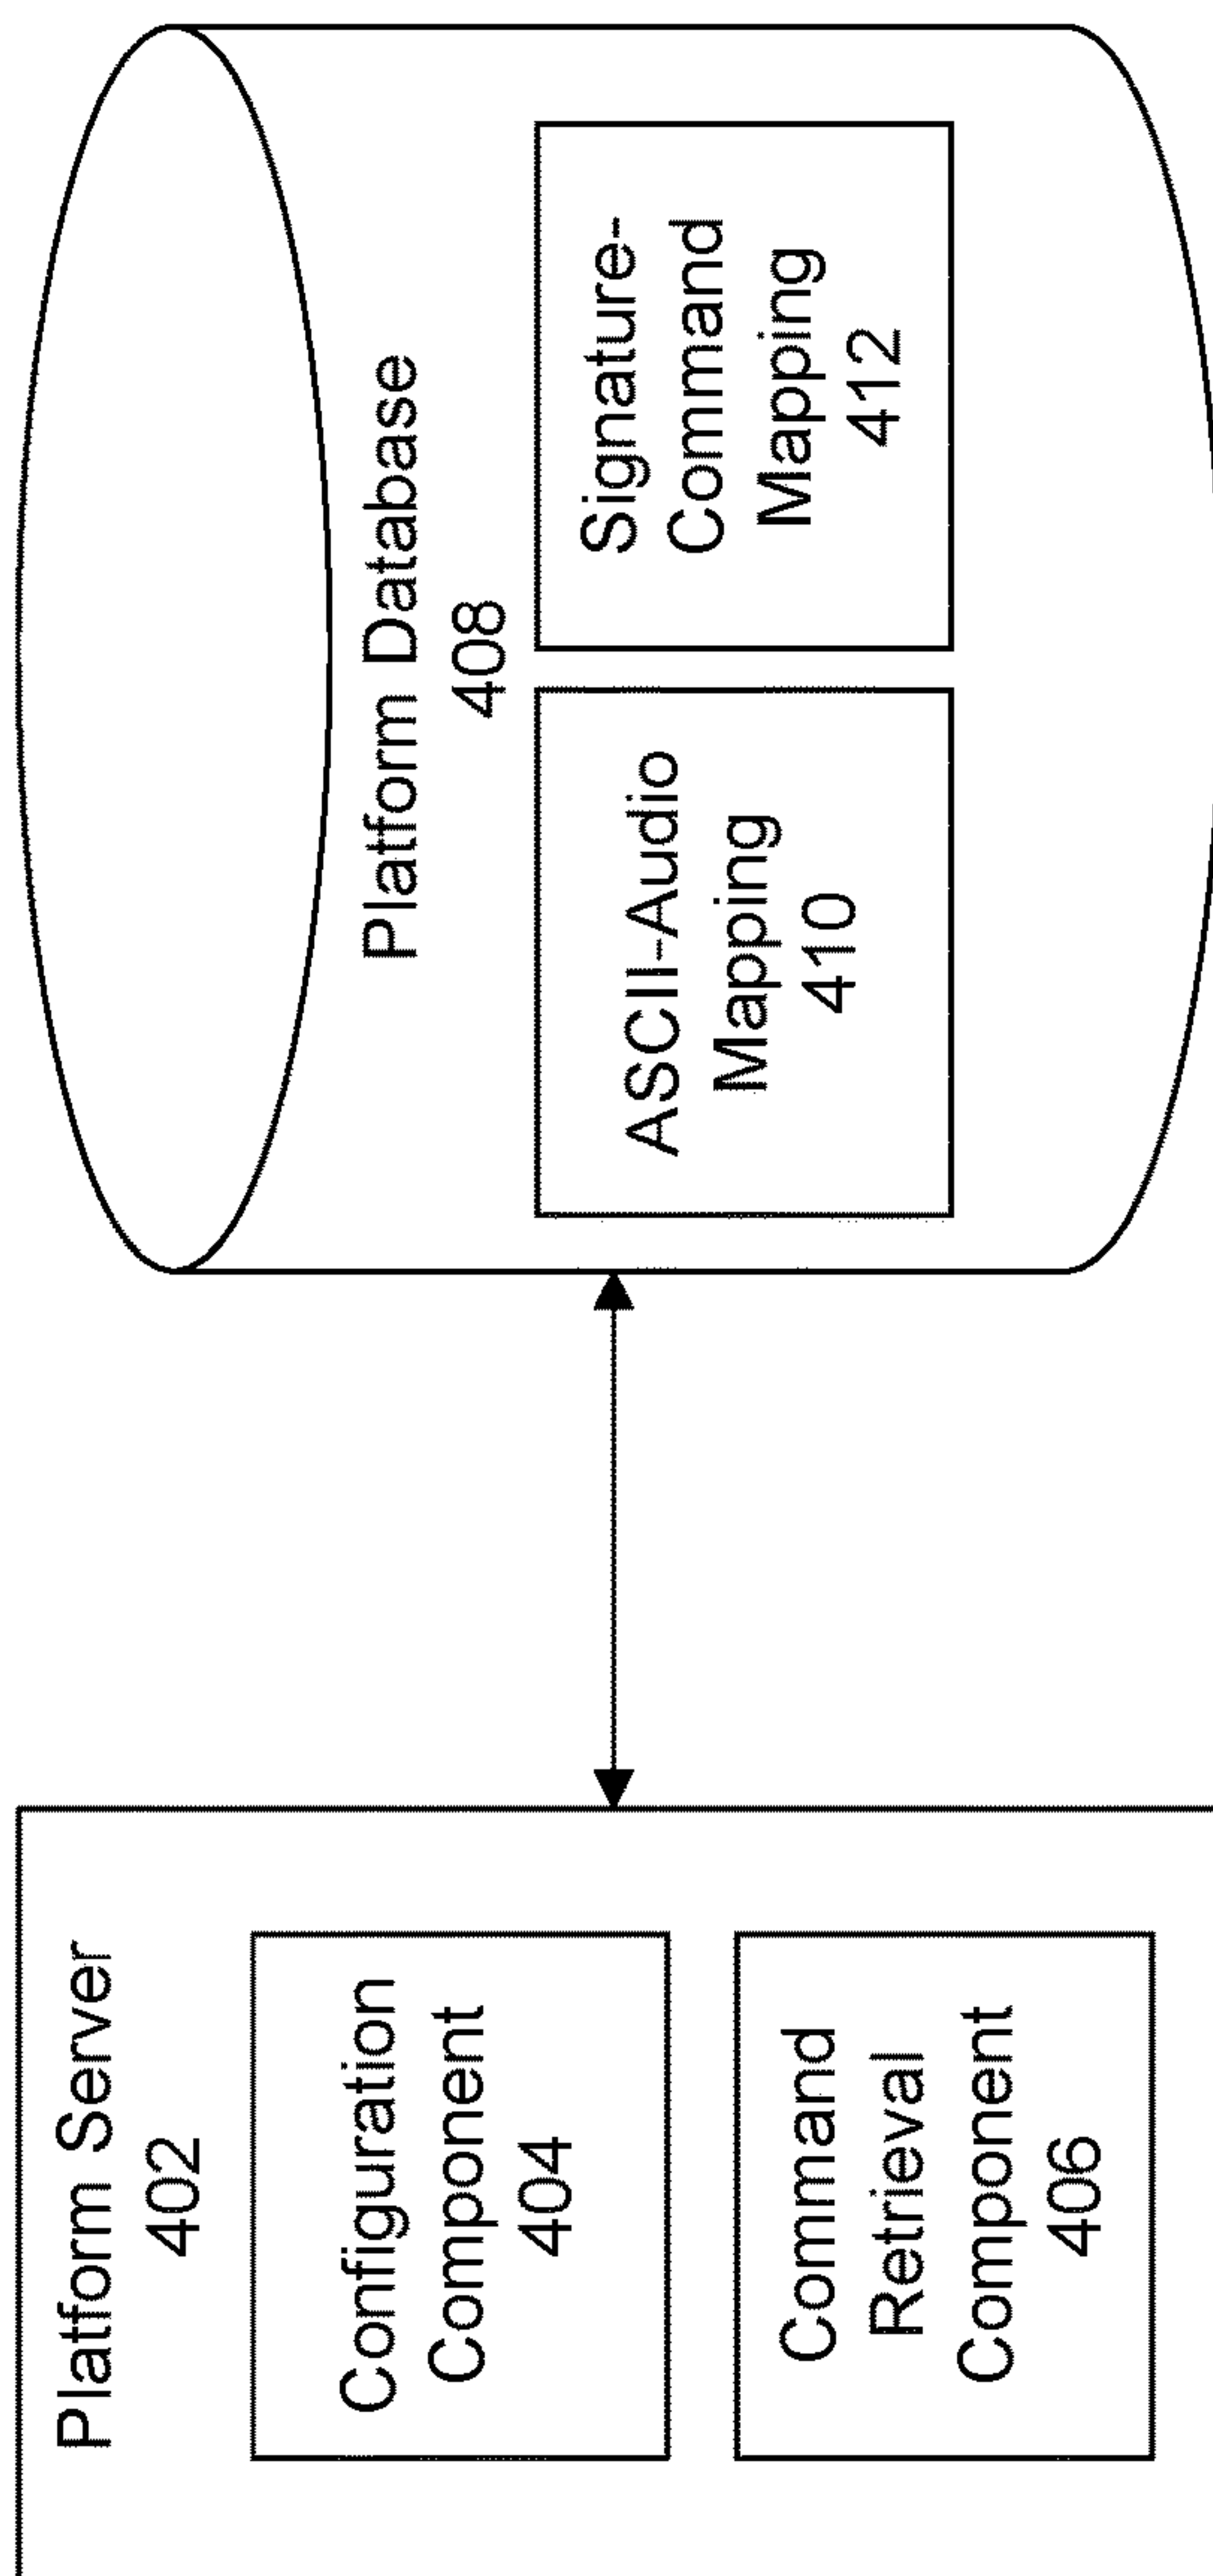 Platform Server
402
Configuration
Component
404
Command
Retrieval
Component
406
Platform Database
408
ASCII-Audio
Mapping
410
Signature-
Command
Mapping
412